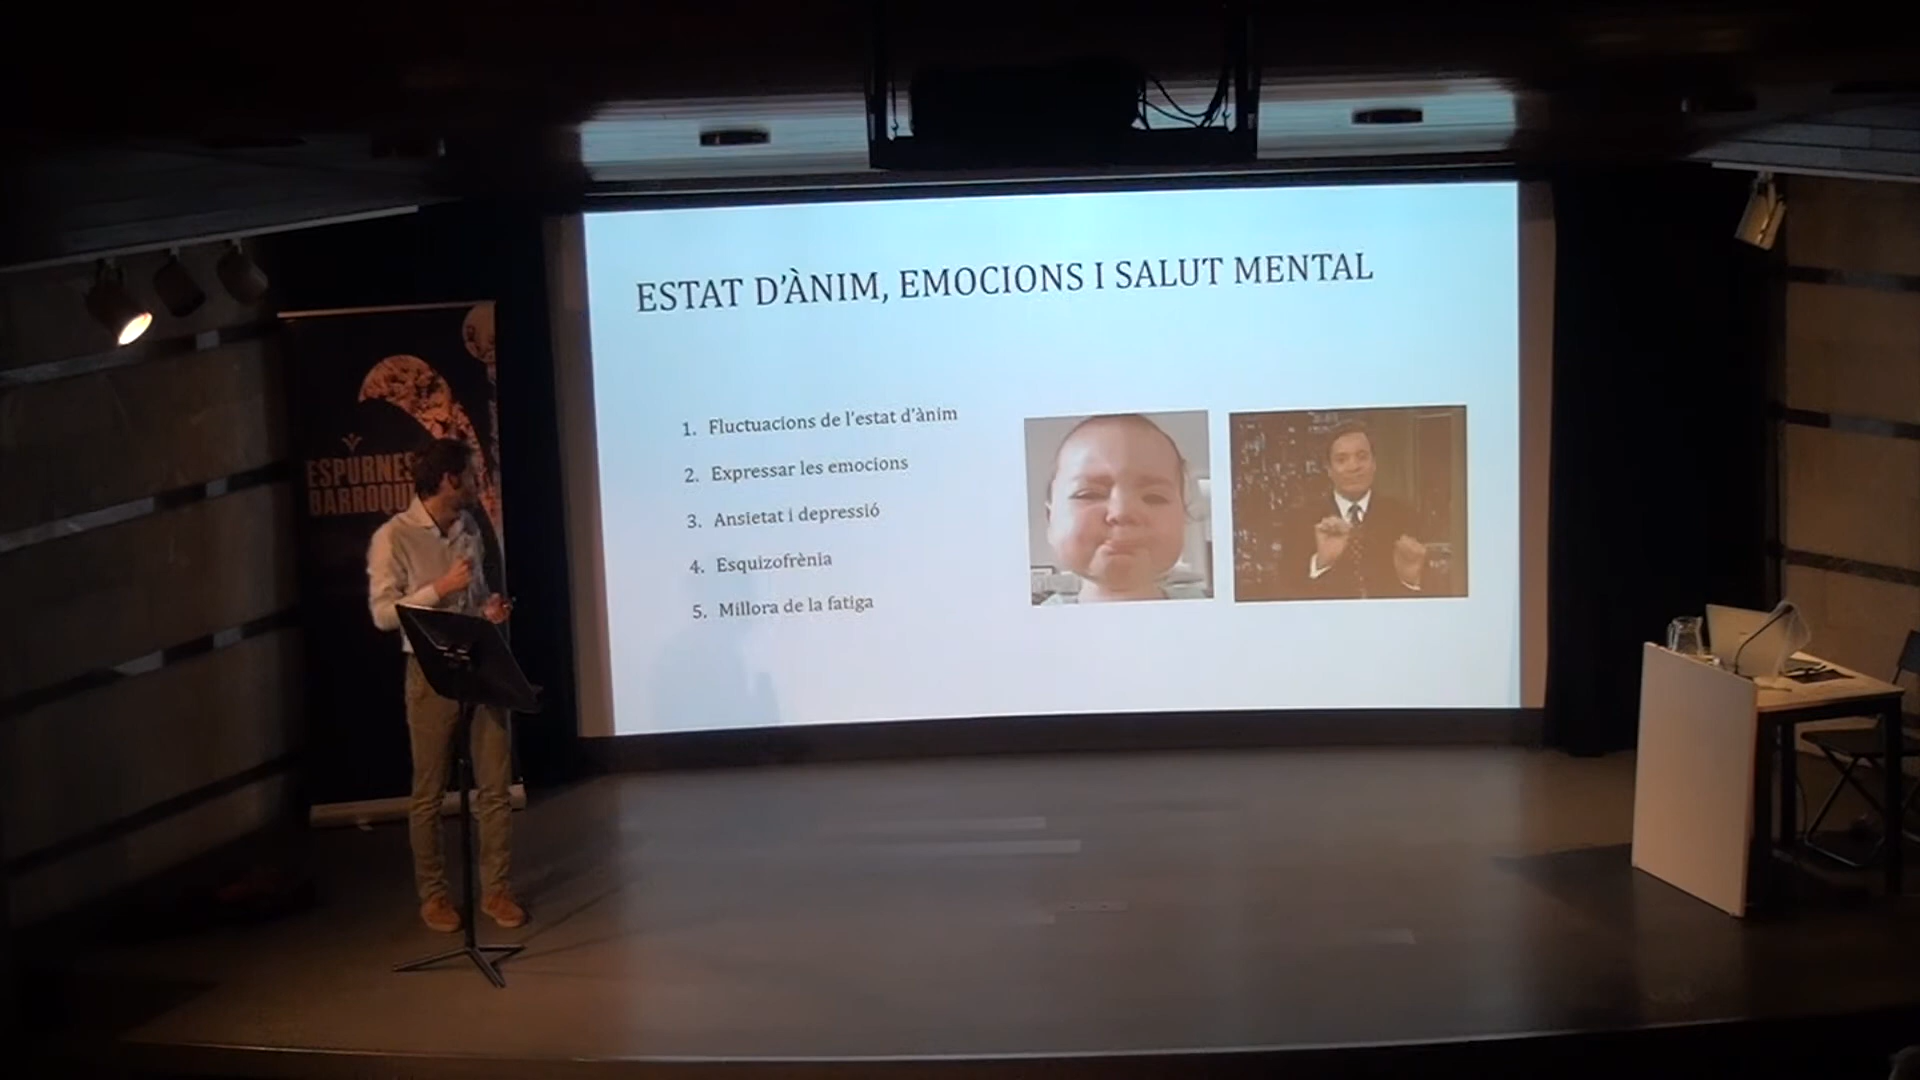 ESTAT D'ÀNIM, EMOCIONS I SALUT MENTAL
1. Fluctuacions de l'estat d'ànim
2. Expressar les emocions
3. Ansietat i depressió
4. Esquizofrènia
5. Millora de la fatiga
ESPURNES